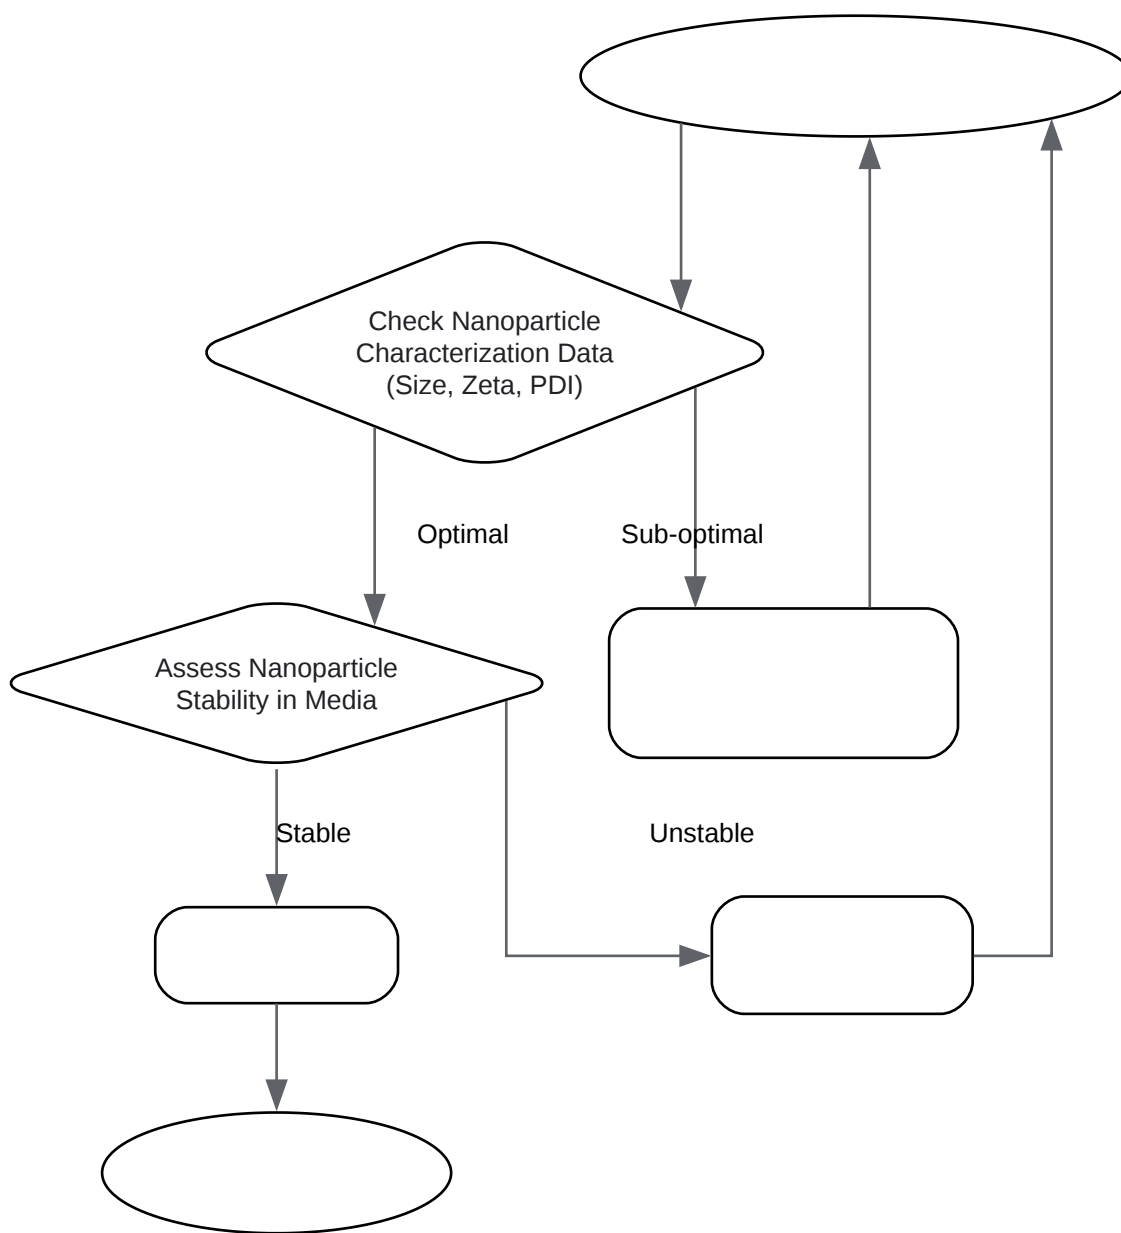 Check Nanoparticle
Characterization Data
(Size, Zeta, PDI)
Optimal
Sub-optimal
Assess Nanoparticle
Stability in Media
Stable
Unstable